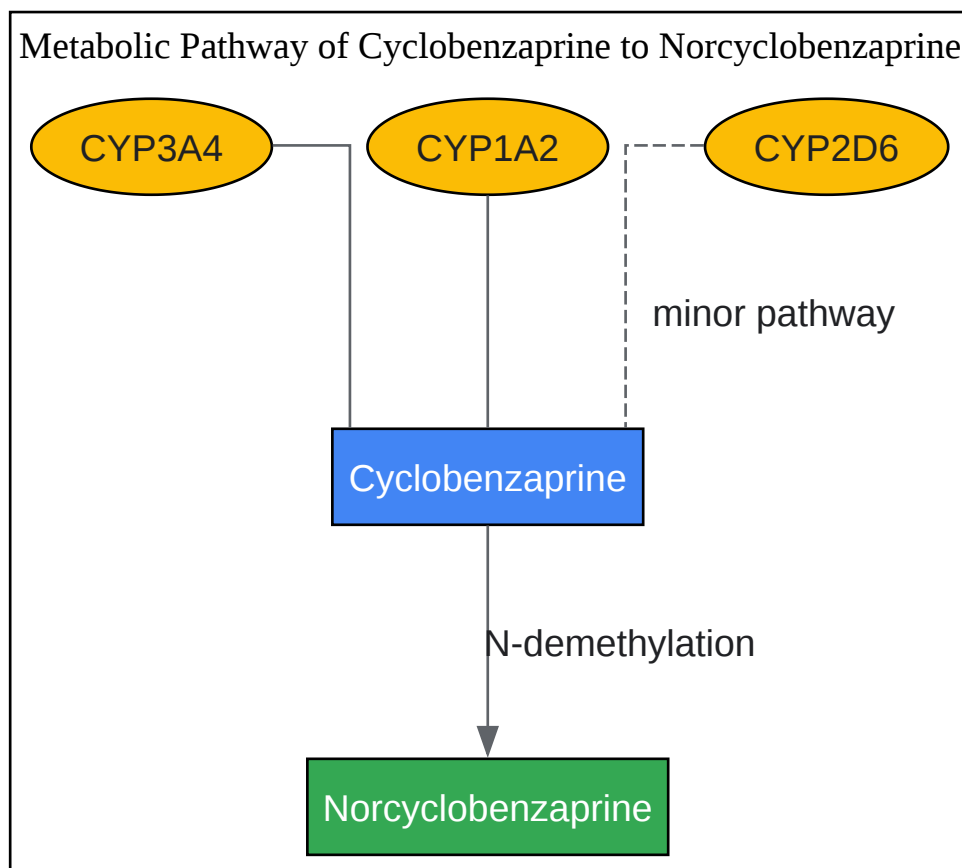 Metabolic Pathway of Cyclobenzaprine to Norcyclobenzaprine
CYP3A4
CYP1A2
CYP2D6
minor pathway
Cyclobenzaprine
N-demethylation
Norcyclobenzaprine